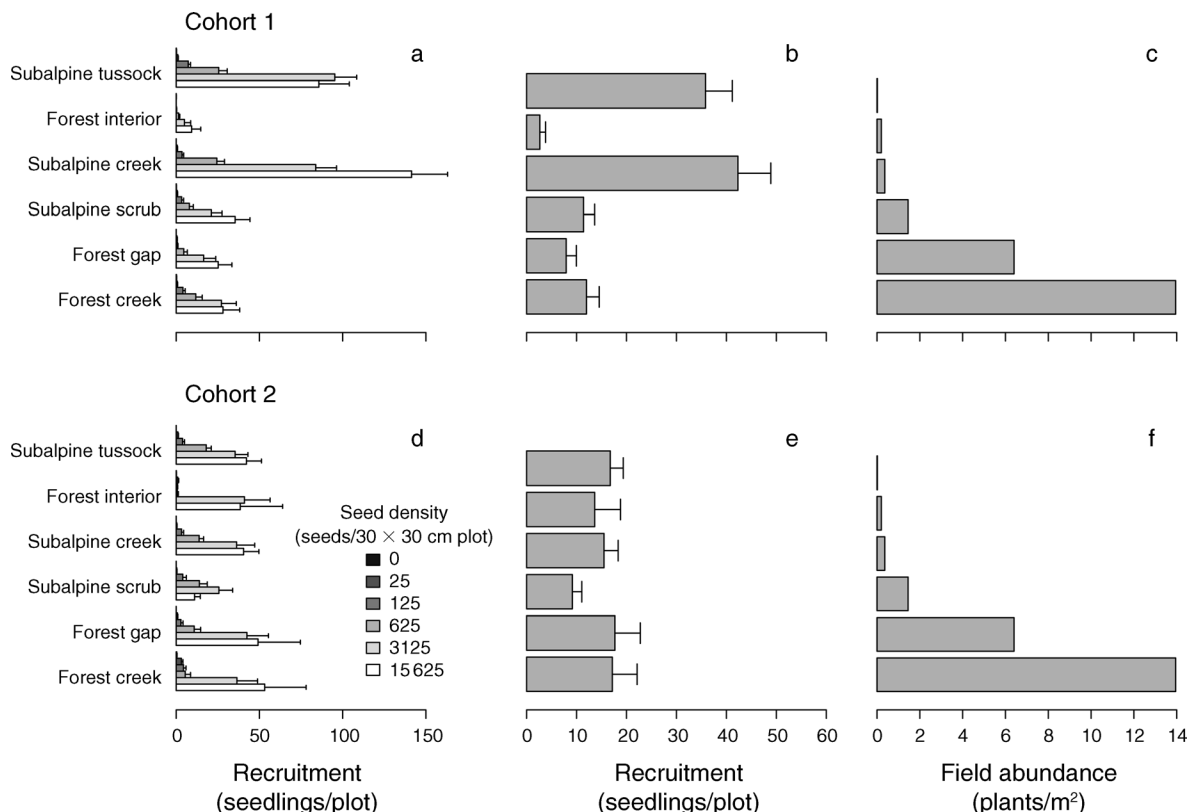 Cohort 1
a
b
c
Subalpine tussock
Forest interior
Subalpine creek
Subalpine scrub
Forest gap
Forest creek
Cohort 2
d
e
f
Subalpine tussock
Forest interior
Subalpine creek
Subalpine scrub
Forest gap
Forest creek
Seed density
(seeds/30 × 30 cm plot)
0
25
125
625
3125
15 625
0 50 100 150
0 10 20 30 40 50 60
0 2 4 6 8 10 12 14
Recruitment
(seedlings/plot)
Recruitment
(seedlings/plot)
Field abundance
(plants/m²)